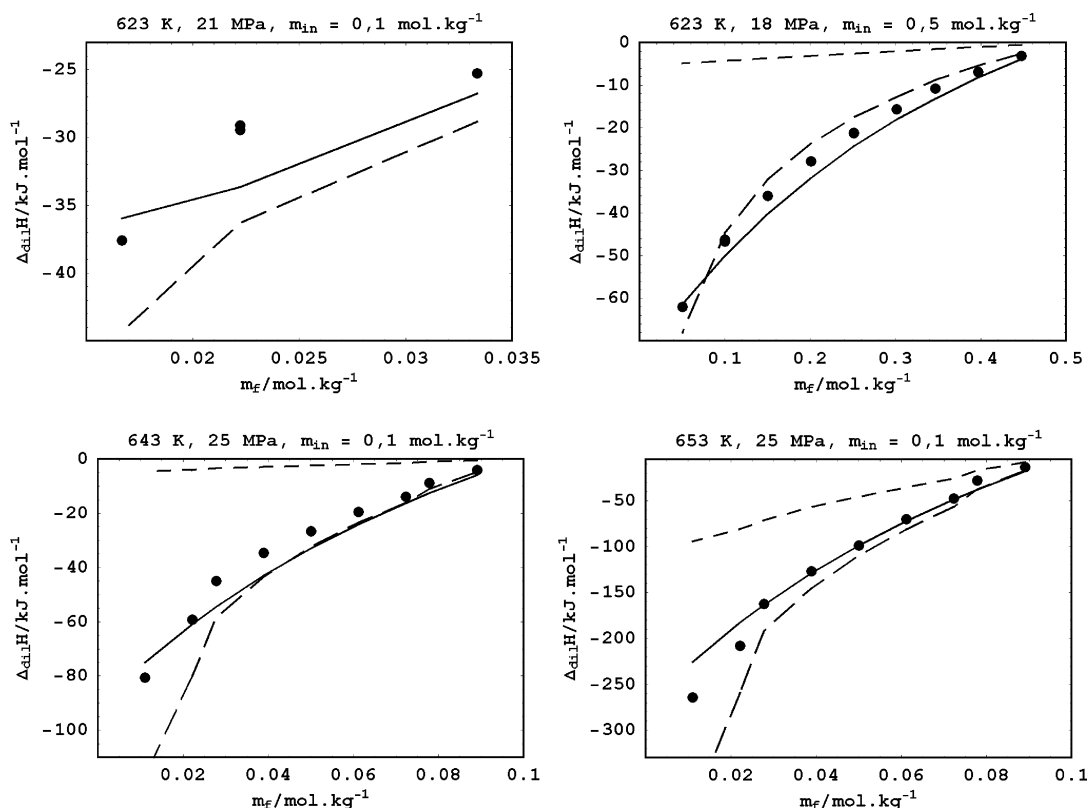 623 K, 21 MPa, m_in = 0,1 mol.kg⁻¹
-25
-30
-35
-40
Δ_dilH/kJ.mol⁻¹
0.02 0.025 0.03 0.035
m_f/mol.kg⁻¹
623 K, 18 MPa, m_in = 0,5 mol.kg⁻¹
0
-10
-20
-30
-40
-50
-60
Δ_dilH/kJ.mol⁻¹
0.1 0.2 0.3 0.4 0.5
m_f/mol.kg⁻¹
643 K, 25 MPa, m_in = 0,1 mol.kg⁻¹
0
-20
-40
-60
-80
-100
Δ_dilH/kJ.mol⁻¹
0.02 0.04 0.06 0.08 0.1
m_f/mol.kg⁻¹
653 K, 25 MPa, m_in = 0,1 mol.kg⁻¹
-50
-100
-150
-200
-250
-300
Δ_dilH/kJ.mol⁻¹
0.02 0.04 0.06 0.08 0.1
m_f/mol.kg⁻¹